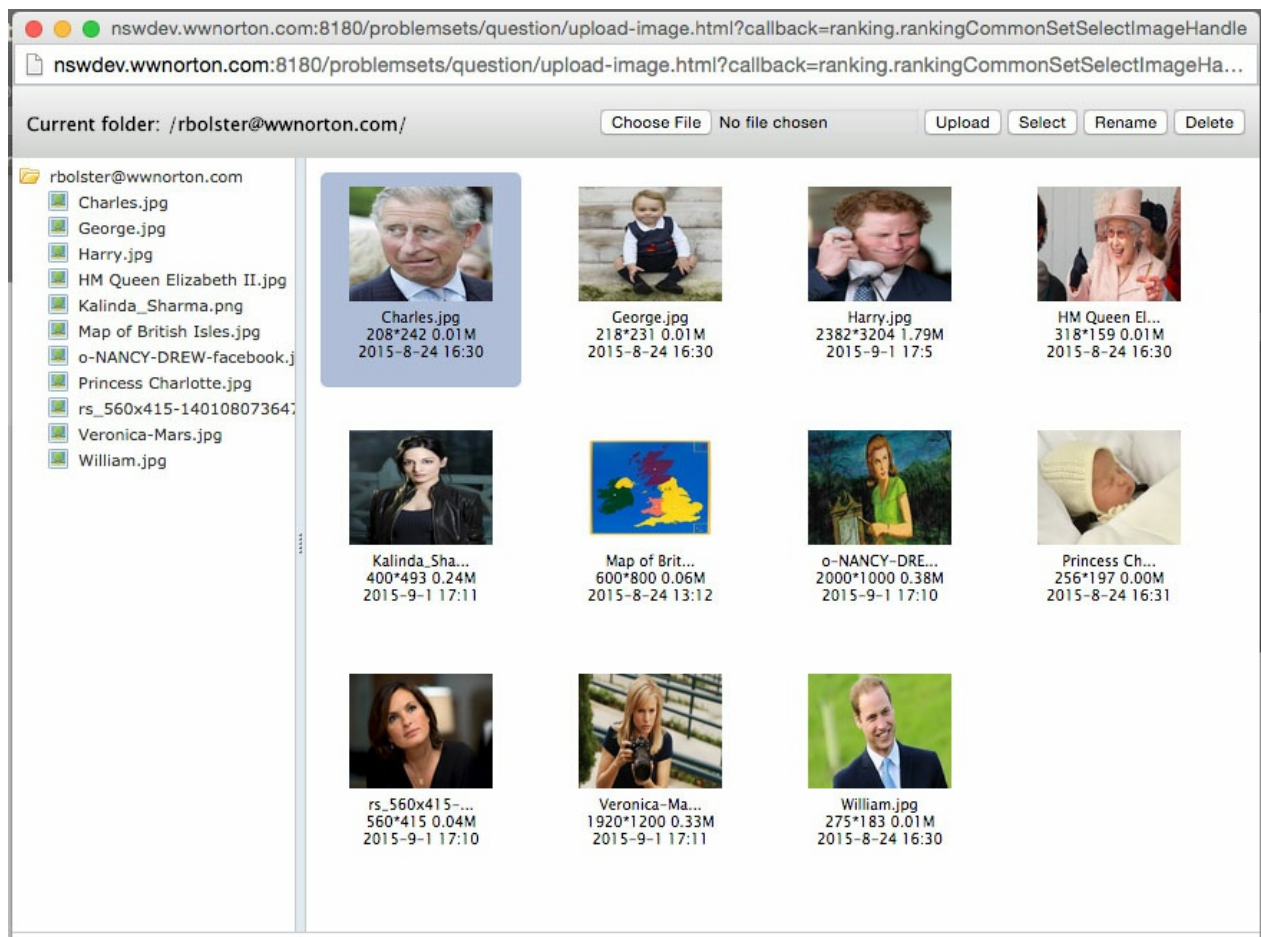 nswdev.wwnorton.com:8180/problemsets/question/upload-image.html?callback=ranking.rankingCommonSetSelectImageHandle
nswdev.wwnorton.com:8180/problemsets/question/upload-image.html?callback=ranking.rankingCommonSetSelectImageHa...
Current folder: /rbolster@wwnorton.com/ Choose File No file chosen Upload Select Rename Delete
rbolster@wwnorton.com
Charles.jpg
George.jpg
Harry.jpg
HM Queen Elizabeth II.jpg
Kalinda_Sharma.png
Map of British Isles.jpg
o-NANCY-DREW-facebook.j
Princess Charlotte.jpg
rs_560x415-140108073647
Veronica-Mars.jpg
William.jpg
Charles.jpg
208*242 0.01M
2015-8-24 16:30
George.jpg
218*231 0.01M
2015-8-24 16:30
Harry.jpg
2382*3204 1.79M
2015-9-1 17:5
HM Queen El...
318*159 0.01M
2015-8-24 16:30
Kalinda_Sha...
400*493 0.24M
2015-9-1 17:11
Map of Brit...
600*800 0.06M
2015-8-24 13:12
o-NANCY-DRE...
2000*1000 0.38M
2015-9-1 17:10
Princess Ch...
256*197 0.00M
2015-8-24 16:31
rs_560x415-...
560*415 0.04M
2015-9-1 17:10
Veronica-Ma...
1920*1200 0.33M
2015-9-1 17:11
William.jpg
275*183 0.01M
2015-8-24 16:30